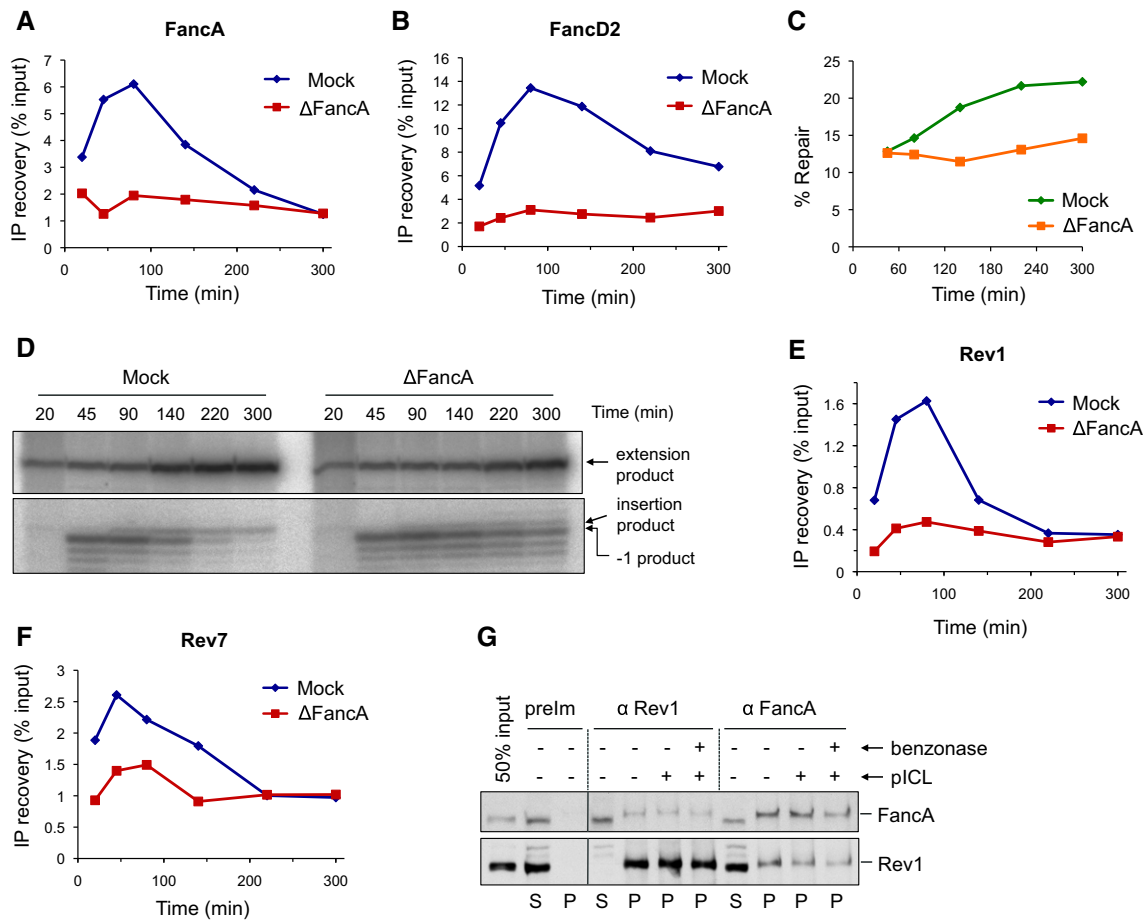 A
FancA
IP recovery (% input)
7
6
5
4
3
2
1
0
0 100 200 300
Time (min)
Mock
ΔFancA
B
FancD2
IP recovery (% input)
16
14
12
10
8
6
4
2
0
0 100 200 300
Time (min)
Mock
ΔFancA
C
% Repair
25
20
15
10
5
0
0 60 120 180 240 300
Time (min)
Mock
ΔFancA
D
Mock ΔFancA
20 45 90 140 220 300 20 45 90 140 220 300 Time (min)
extension
product
insertion
product
-1 product
E
Rev1
IP recovery (% input)
1.6
1.2
0.8
0.4
0
0 100 200 300
Time (min)
Mock
ΔFancA
F
Rev7
IP recovery (% input)
3
2.5
2
1.5
1
0.5
0
0 100 200 300
Time (min)
Mock
ΔFancA
G
50% input
preIm α Rev1 α FancA
- - - - - + - - - + benzonase
- - - - + + - - + + pICL
FancA
Rev1
S P S P P P S P P P